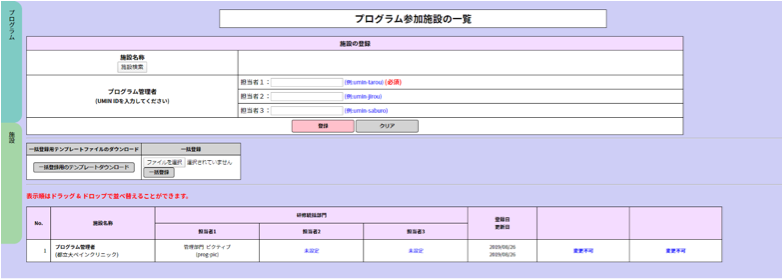 プログラム
施設
プログラム参加施設の一覧
施設の登録
施設名称
施設検索
プログラム管理者
(UMIN IDを入力してください)
担当者1： (例:umin-tarou) (必須)
担当者2： (例:umin-jirou)
担当者3： (例:umin-saburo)
登録 クリア
一括登録用テンプレートファイルのダウンロード 一括登録
一括登録用のテンプレートダウンロード
ファイルを選択 選択されていません
一括登録
表示順はドラッグ & ドロップで並べ替えることができます。
No. 施設名称 研修統括部門 登録日
更新日
担当者1 担当者2 担当者3
1 プログラム管理者 管理部門 ピクティブ 未設定 未設定 2019/06/26 変更不可 変更不可
(都立大ペインクリニック) (prog-pic) 2019/06/26